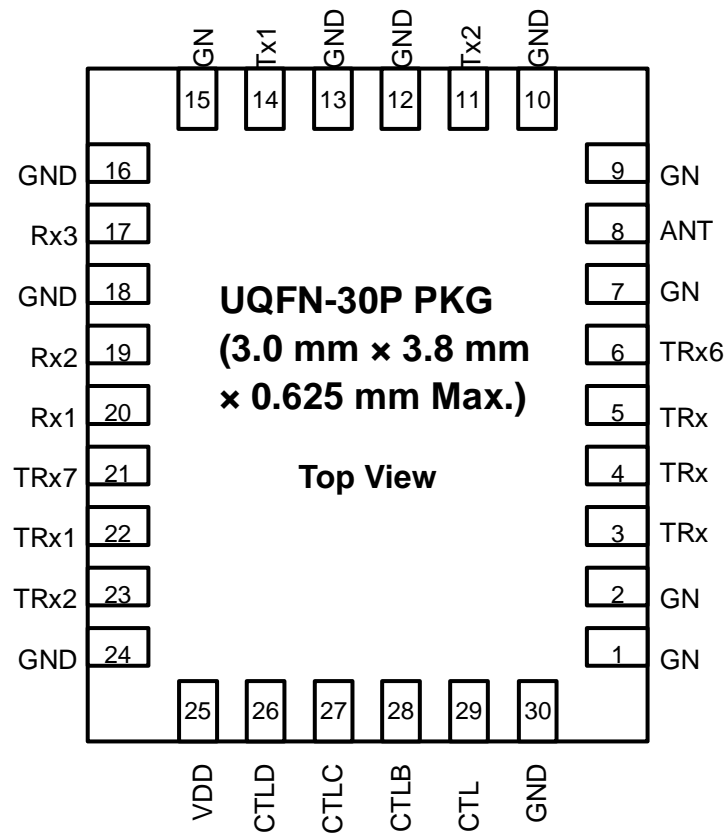 GN
Tx1
GND
GND
Tx2
GND
15
14
13
12
11
10
GND
16
9
GN
Rx3
17
8
ANT
GND
18
7
GN
Rx2
19
6
TRx6
Rx1
20
5
TRx
TRx7
21
4
TRx
TRx1
22
3
TRx
TRx2
23
2
GN
GND
24
1
GN
UQFN-30P PKG
(3.0 mm × 3.8 mm
× 0.625 mm Max.)
Top View
25
26
27
28
29
30
VDD
CTLD
CTLC
CTLB
CTL
GND